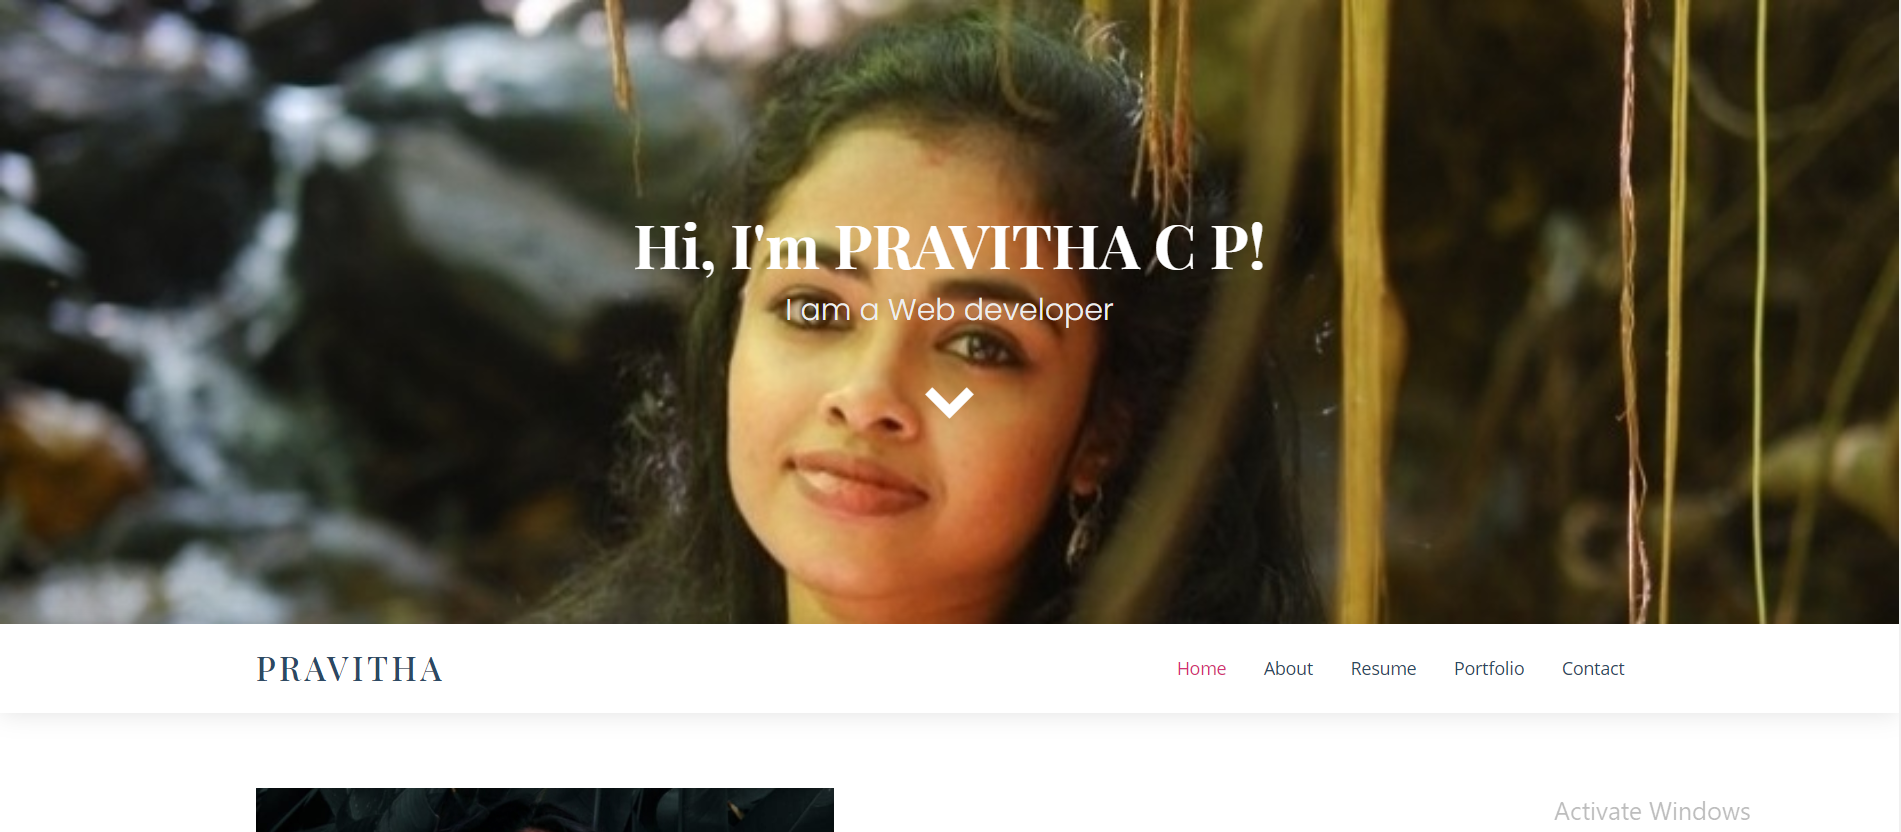 Hi, I'm PRAVITHA C P!
I am a Web developer
PRAVITHA
Home About Resume Portfolio Contact
Activate Windows